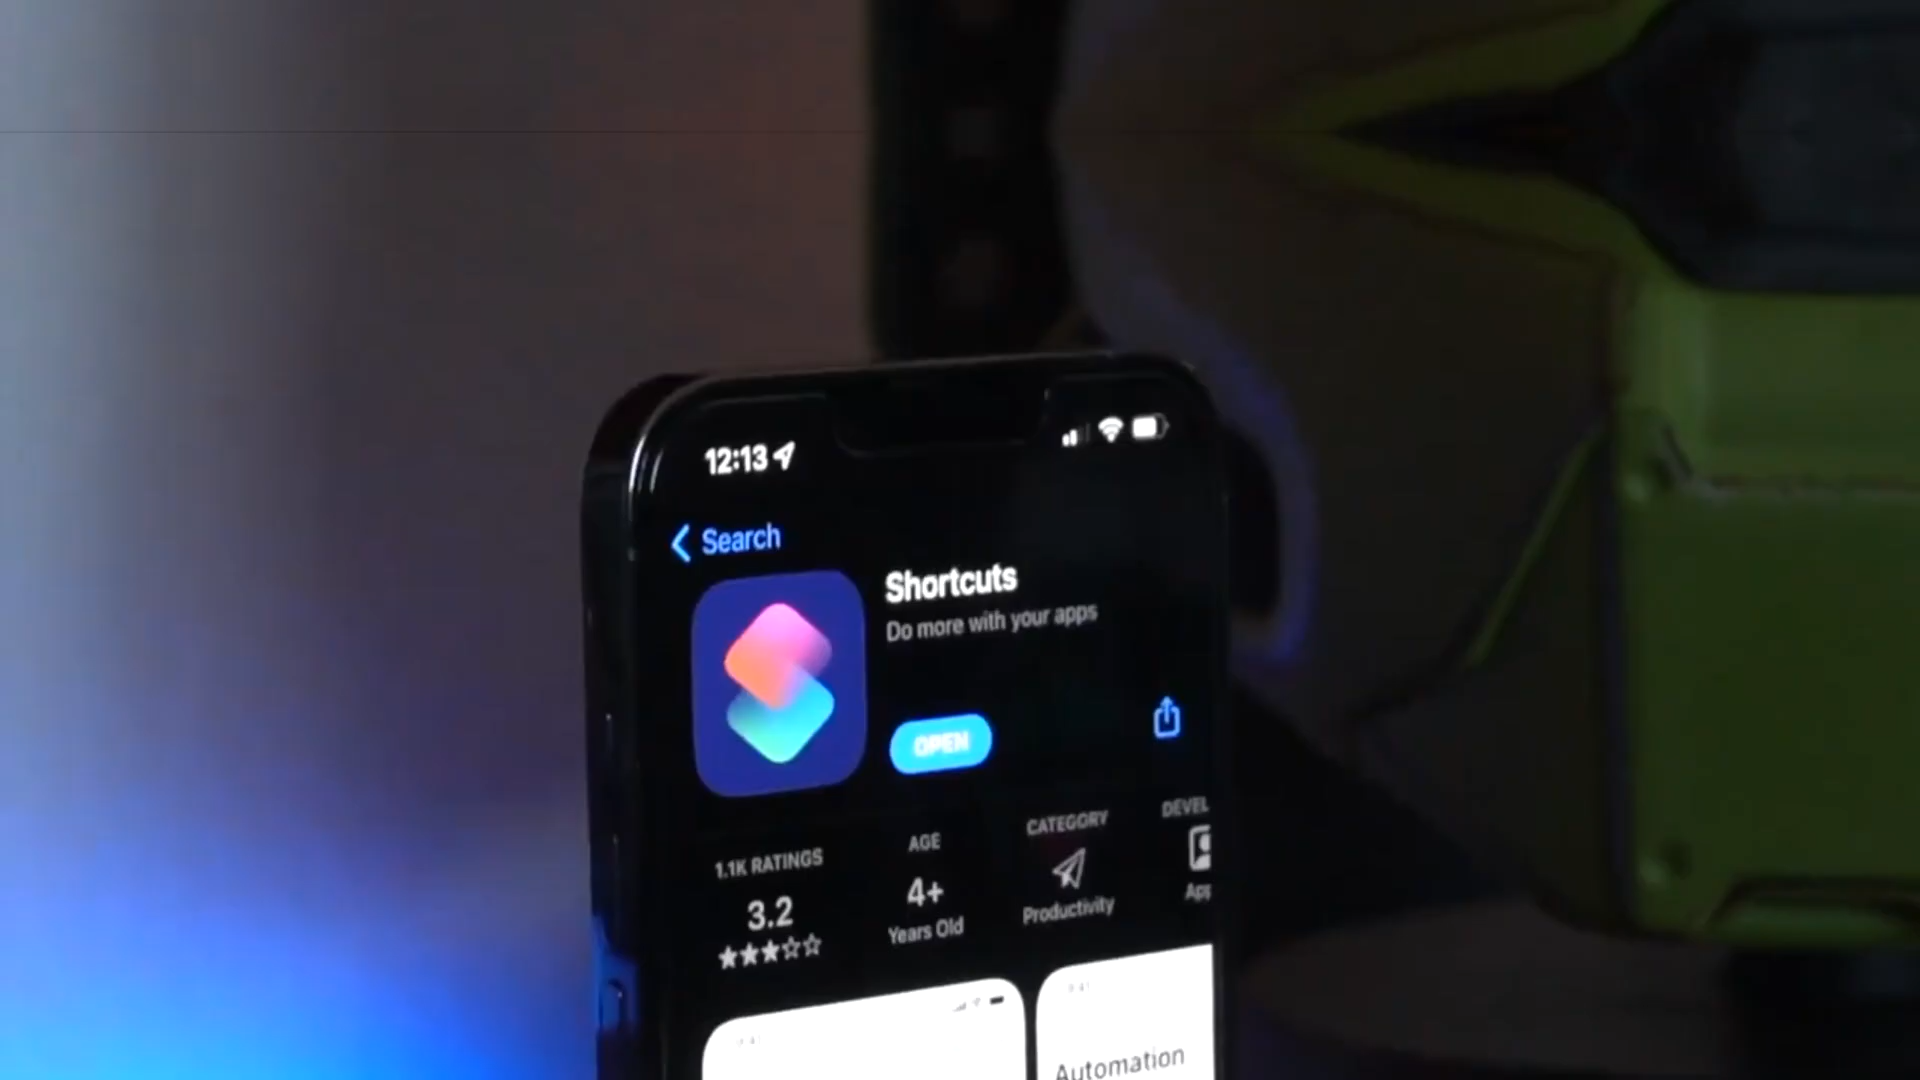 12:13
Search
Shortcuts
Do more with your apps
OPEN
1.1K RATINGS
3.2
AGE
4+
Years Old
CATEGORY
Productivity
DEVEL
App
Automation